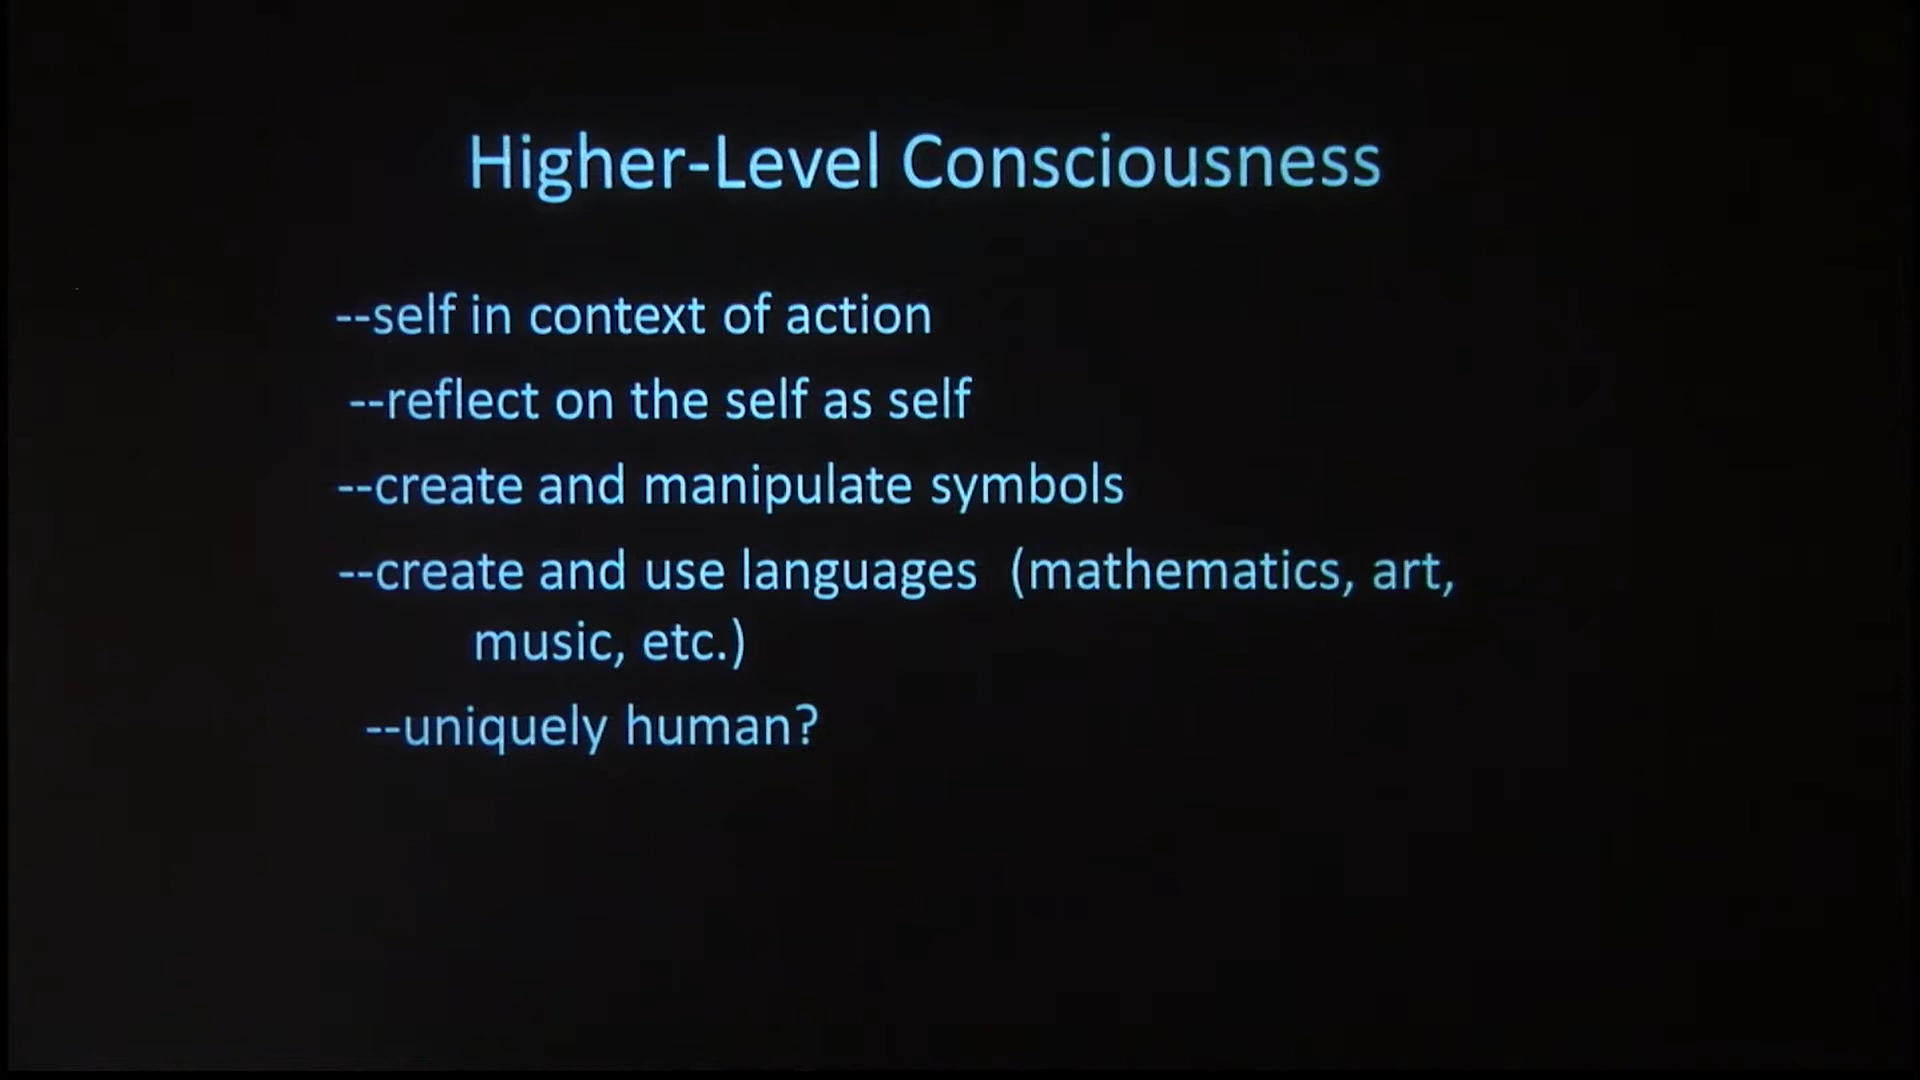 Higher-Level Consciousness
--self in context of action
--reflect on the self as self
--create and manipulate symbols
--create and use languages (mathematics, art,
music, etc.)
--uniquely human?